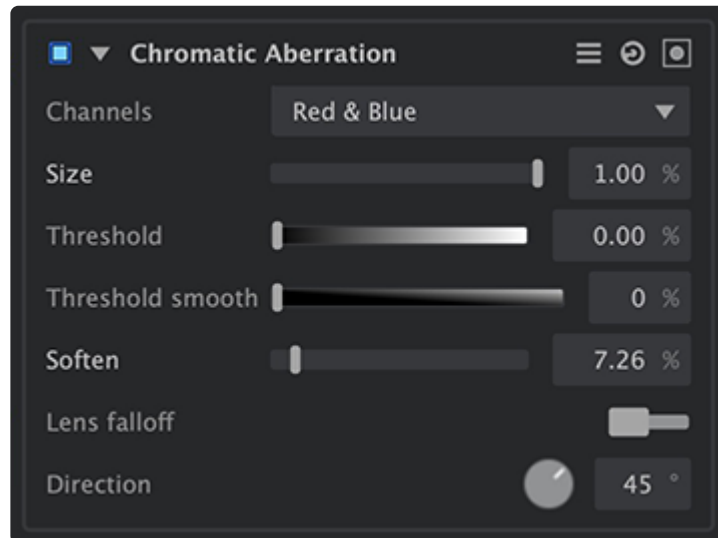 Chromatic Aberration
Channels Red & Blue
Size 1.00 %
Threshold 0.00 %
Threshold smooth 0 %
Soften 7.26 %
Lens falloff
Direction 45 °